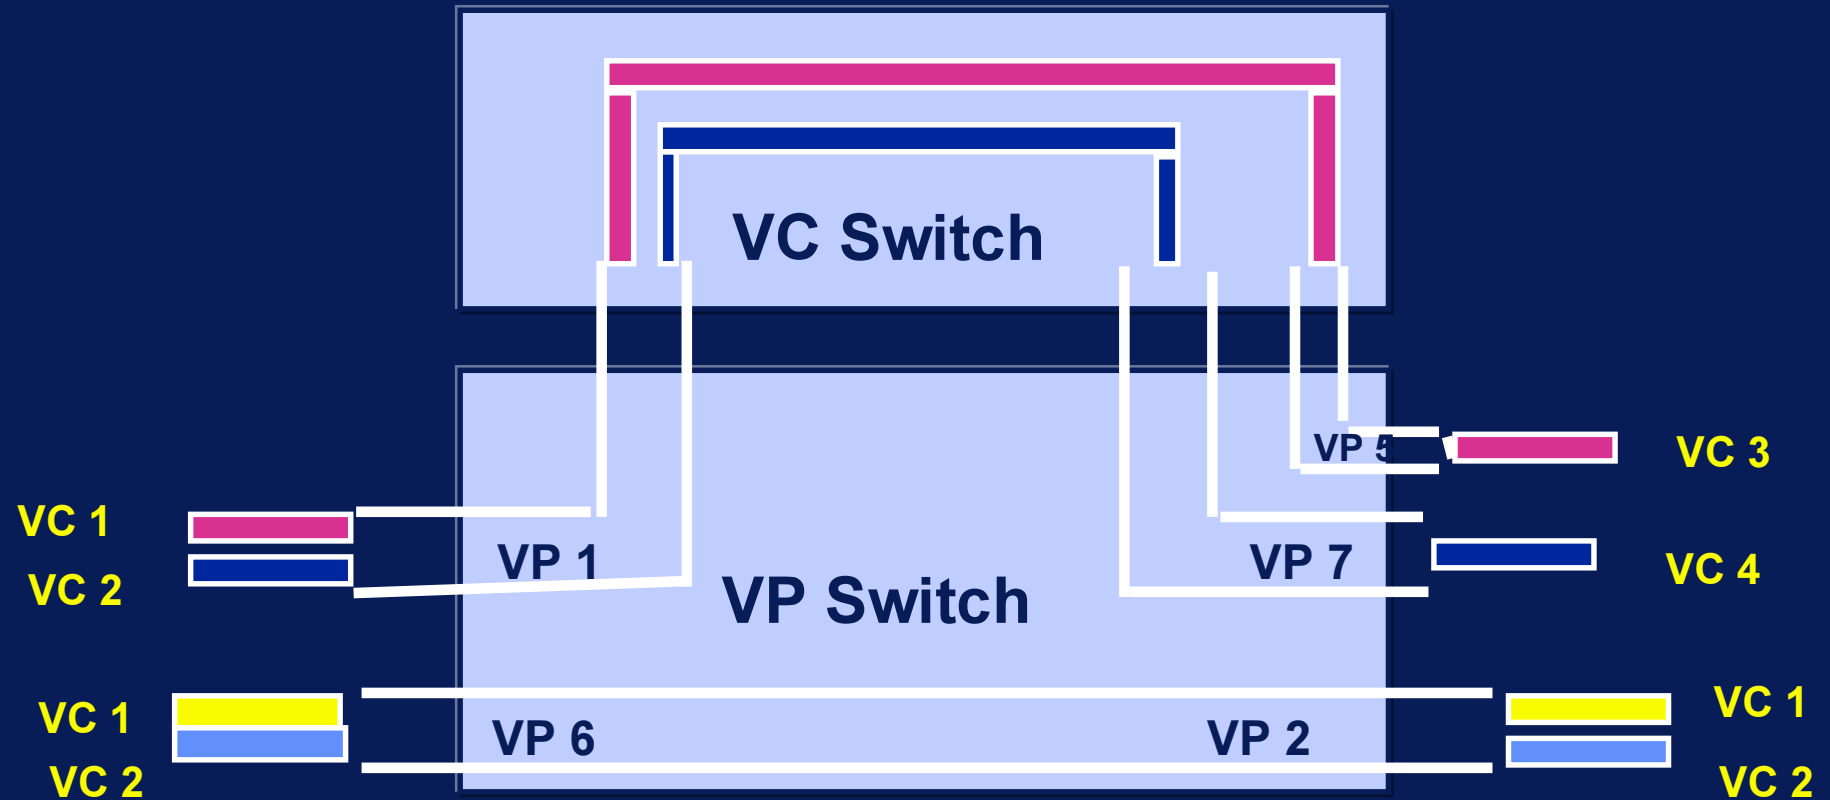 VC Switch
VP 5
VC 3
VC 1
VP 1
VP 7
VC 4
VC 2
VP Switch
VC 1
VC 1
VP 6
VP 2
VC 2
VC 2